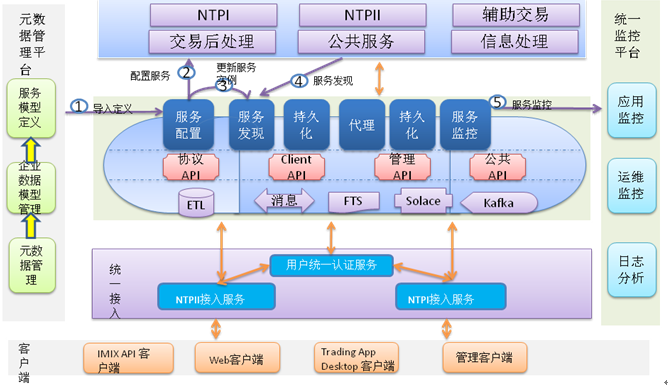 元数
据管
理平
台
服务
模型
定义
企业
数据
模型
管理
元数
据管
理
NTPI
NTPII
辅助交易
交易后处理
公共服务
信息处理
配置服务
②
更新服务
实例
③
④
服务发现
①
导入定义
服务
配置
服务
发现
持久
化
代理
持久
化
服务
监控
⑤
服务监控
协议
API
Client
API
管理
API
公共
API
ETL
消息
FTS
Solace
Kafka
统一
监控
平台
应用
监控
运维
监控
日志
分析
统
一
接
入
用户统一认证服务
NTPII接入服务
NTPI接入服务
客
户
端
IMIX API 客
户端
Web客户端
Trading App
Desktop 客户端
管理客户端